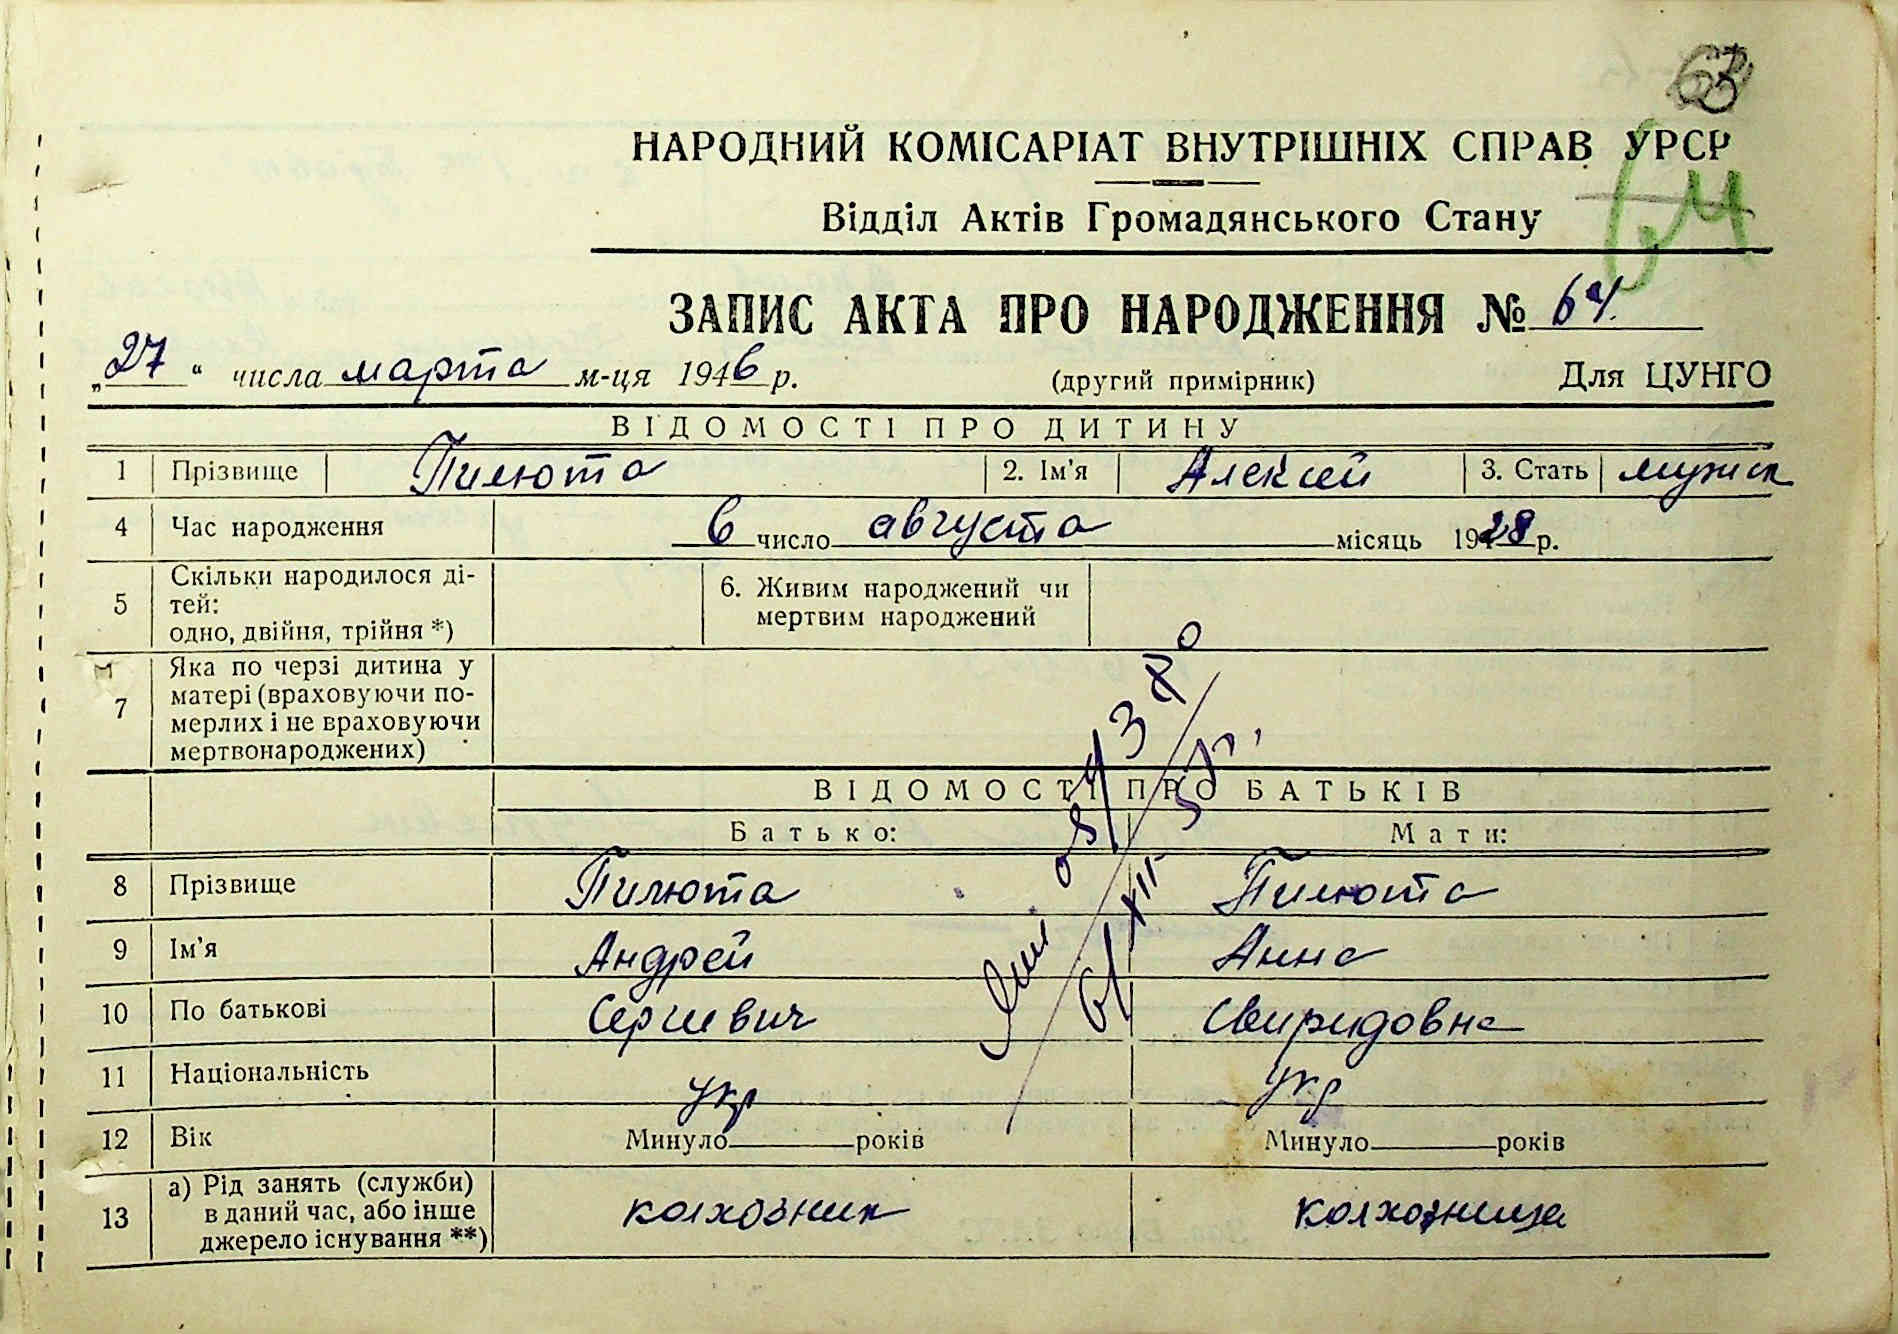 63
НАРОДНИЙ КОМІСАРІАТ ВНУТРІШНІХ СПРАВ УРСР
Відділ Актів Громадянського Стану
ЗАПИС АКТА ПРО НАРОДЖЕННЯ № 64.
„27“ числа марта м-ця 1946 р. (другий примірник) Для ЦУНГО
ВІДОМОСТІ ПРО ДИТИНУ
1 Прізвище Пилюта 2. Ім'я Алексей 3. Стать мужск
4 Час народження 6 число августа місяць 1928 р.
5 Скільки народилося ді-
тей:
одно, двійня, трійня *)
6. Живим народжений чи
мертвим народжений
7 Яка по черзі дитина у
матері (враховуючи по-
мерлих і не враховуючи
мертвонароджених)
ВІДОМОСТІ ПРО БАТЬКІВ
Батько: Мати:
8 Прізвище Пилюта Пилюта
9 Ім'я Андрей Анна
10 По батькові Сергиевич Свиридовна
11 Національність укр укр
12 Вік Минуло років Минуло років
13 а) Рід занять (служби)
в даний час, або інше
джерело існування **)
колхозник колхозница